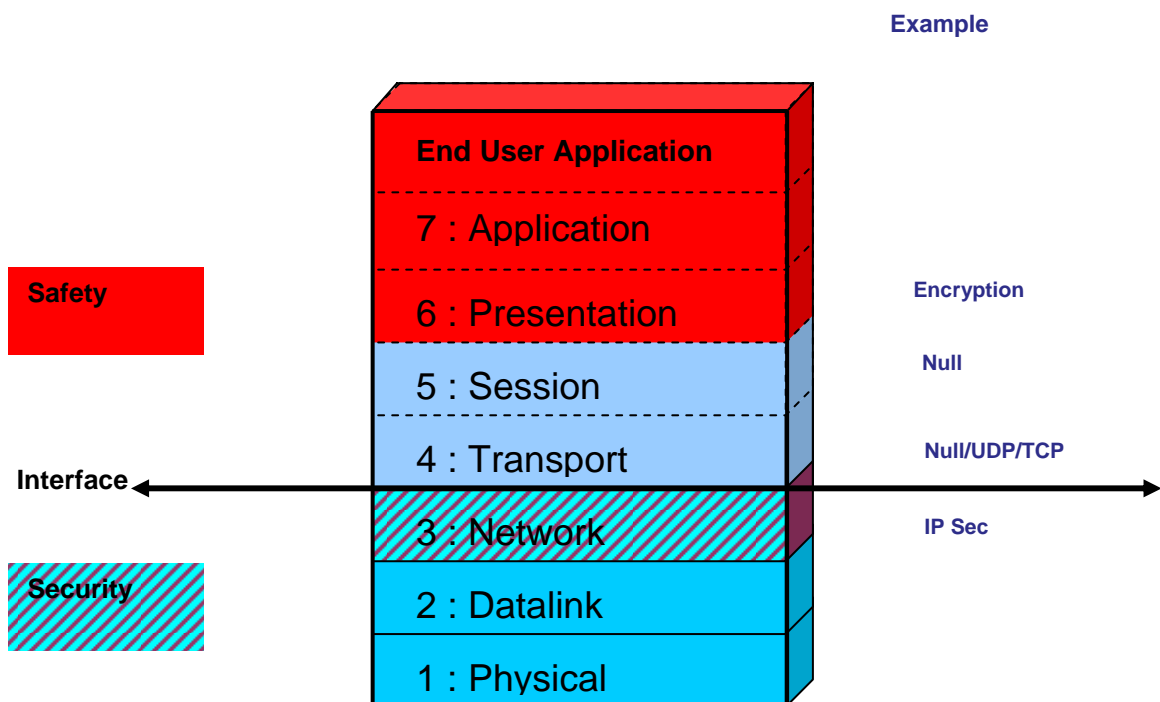 Example
End User Application
7 : Application
Safety
6 : Presentation
Encryption
5 : Session
Null
4 : Transport
Null/UDP/TCP
Interface
3 : Network
IP Sec
Security
2 : Datalink
1 : Physical